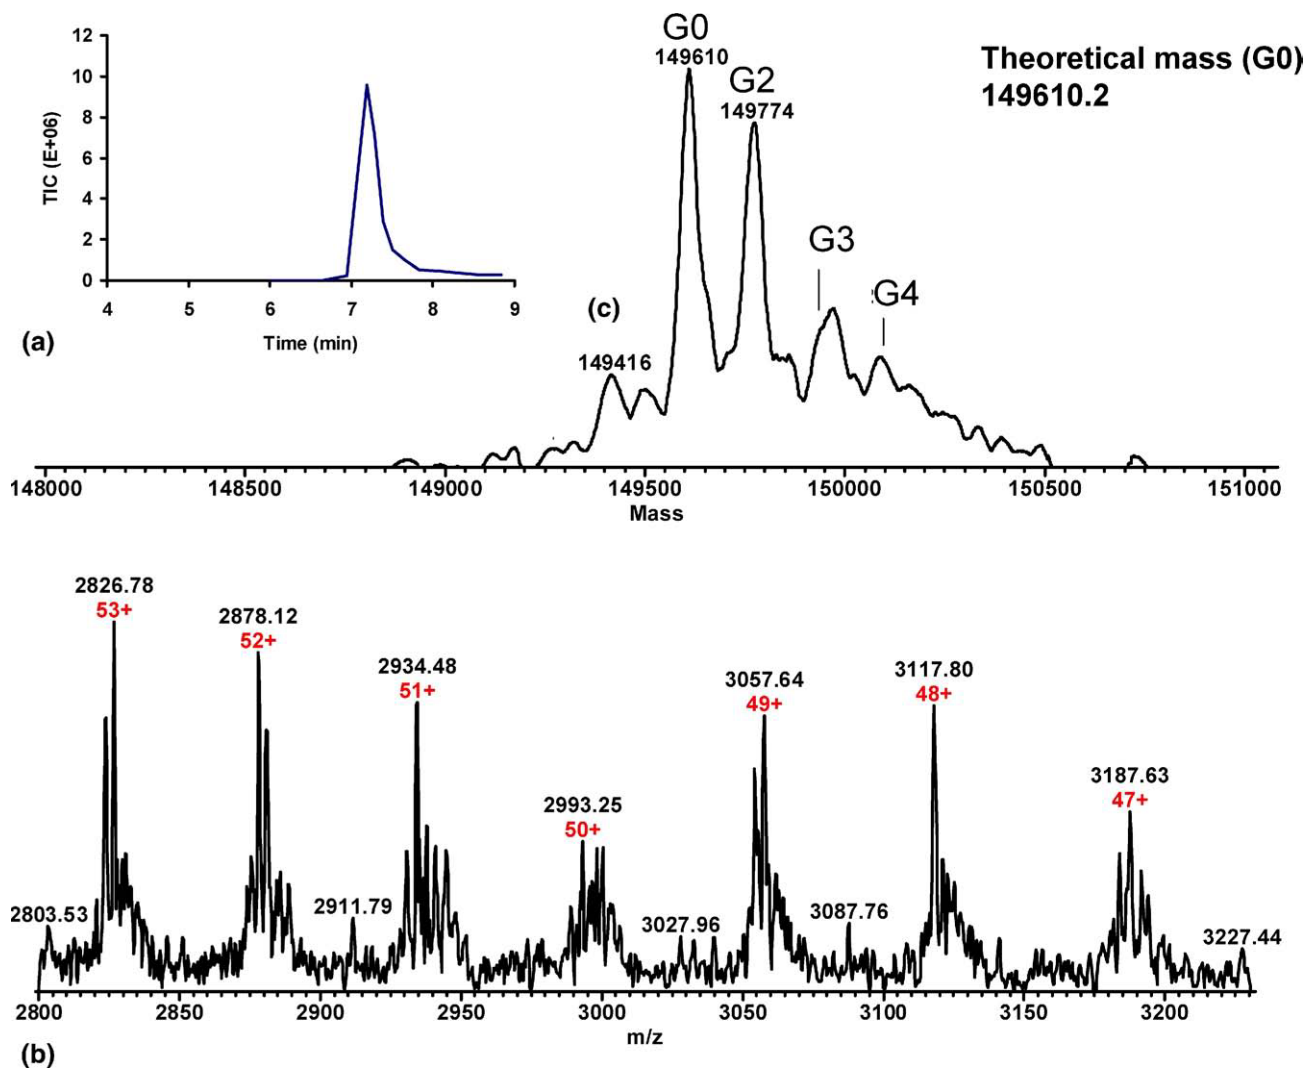 12
10
8
6
4
2
0
TIC (E+06)
4 5 6 7 8 9
Time (min)
(a)
G0
149610
G2
149774
G3
G4
149416
(c)
Theoretical mass (G0)
149610.2
148000 148500 149000 149500 150000 150500 151000
Mass
2826.78
53+
2878.12
52+
2934.48
51+
2993.25
50+
3057.64
49+
3117.80
48+
3187.63
47+
2803.53
2911.79
3027.96
3087.76
3227.44
2800 2850 2900 2950 3000 3050 3100 3150 3200
m/z
(b)